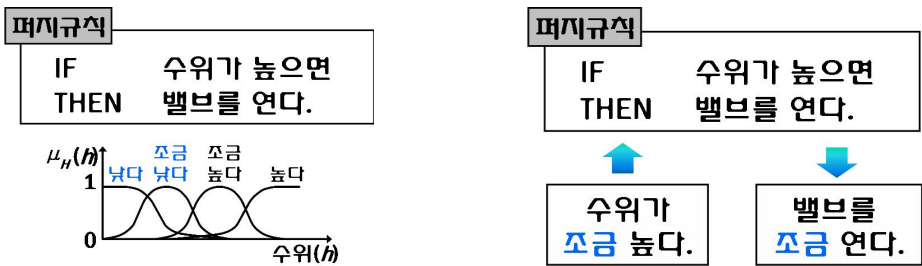 퍼지규칙
IF 수위가 높으면
THEN 밸브를 연다.
μH(h)
조금 조금
낮다 낮다 높다 높다
1
0
수위(h)
퍼지규칙
IF 수위가 높으면
THEN 밸브를 연다.
수위가
조금 높다.
밸브를
조금 연다.